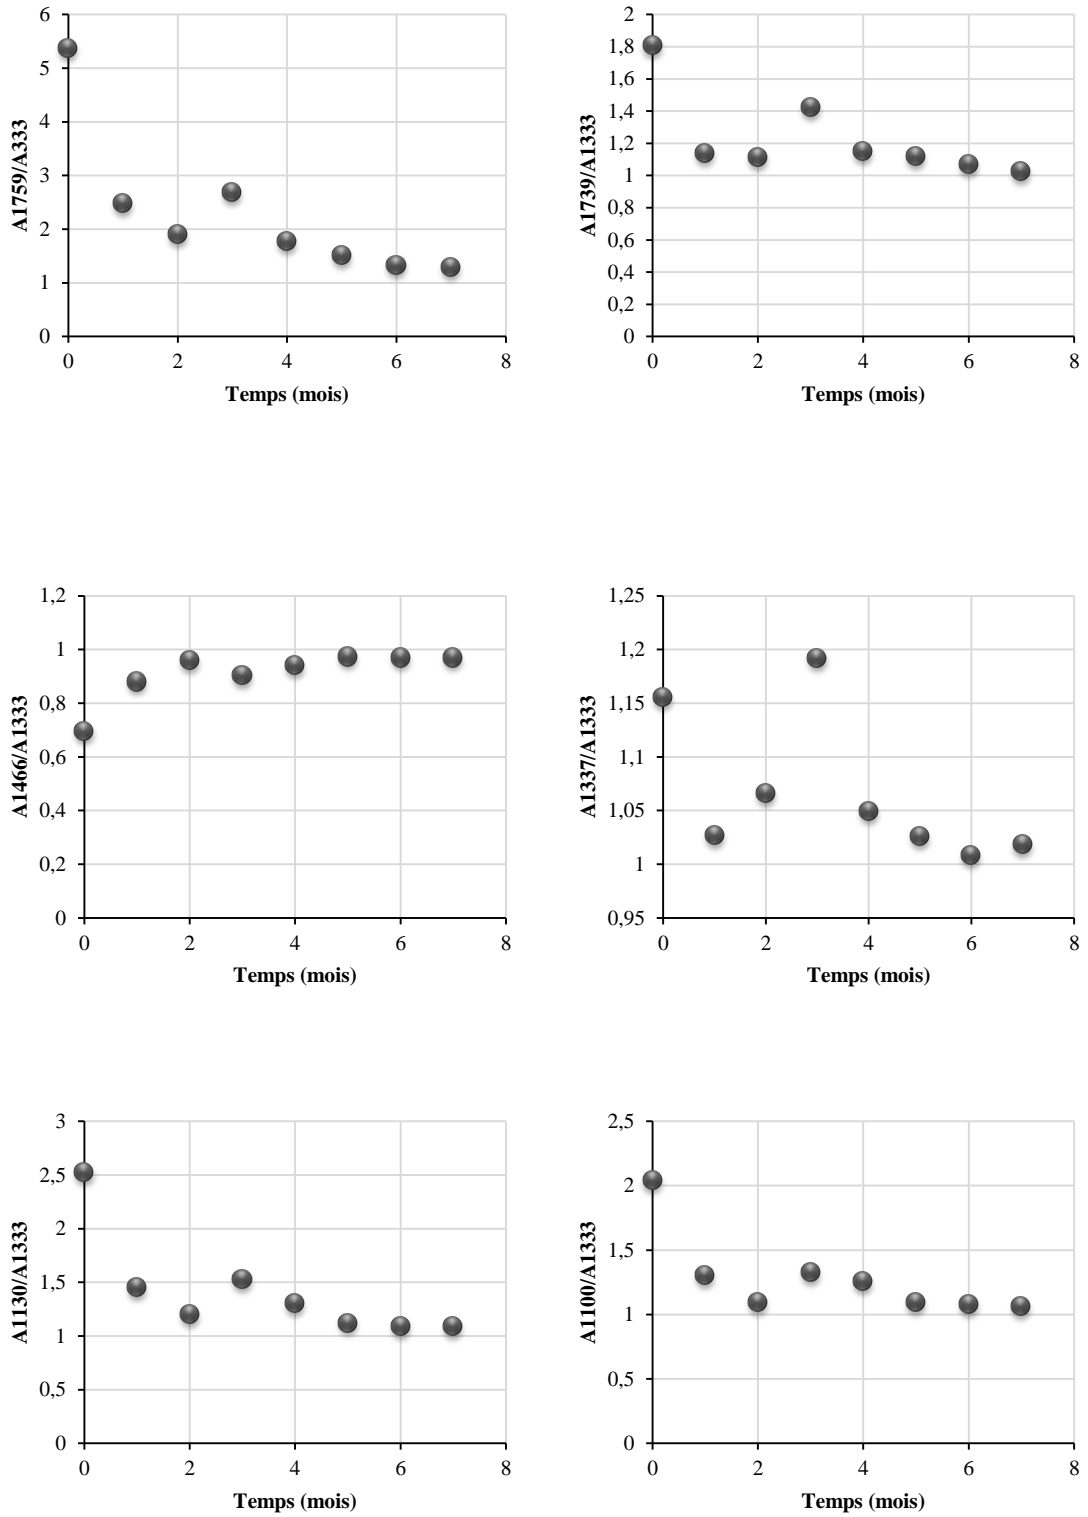 6
5
4
3
2
1
0
0 2 4 6 8
A1759/A333
Temps (mois)
2
1,8
1,6
1,4
1,2
1
0,8
0,6
0,4
0,2
0
0 2 4 6 8
A1739/A1333
Temps (mois)
1,2
1
0,8
0,6
0,4
0,2
0
0 2 4 6 8
A1466/A1333
Temps (mois)
1,25
1,2
1,15
1,1
1,05
1
0,95
0 2 4 6 8
A1337/A1333
Temps (mois)
3
2,5
2
1,5
1
0,5
0
0 2 4 6 8
A1130/A1333
Temps (mois)
2,5
2
1,5
1
0,5
0
0 2 4 6 8
A1100/A1333
Temps (mois)